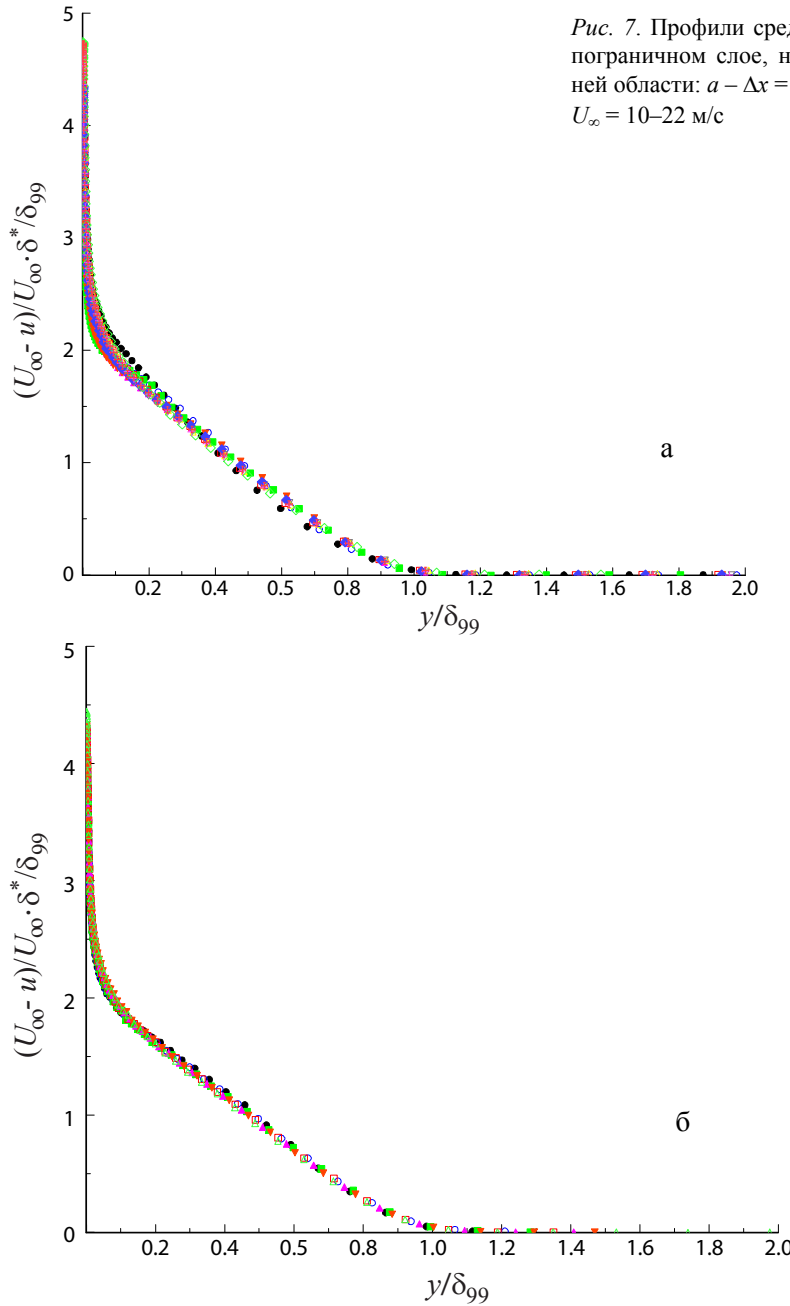 5
4
3
2
1
0
(U∞- u)/U∞·δ*/δ99
Рис. 7. Профили сред
пограничном слое, н
ней области: а – Δx =
U∞ = 10–22 м/с
а
0.2 0.4 0.6 0.8 1.0 1.2 1.4 1.6 1.8 2.0
y/δ99
5
4
3
2
1
0
(U∞- u)/U∞·δ*/δ99
б
0.2 0.4 0.6 0.8 1.0 1.2 1.4 1.6 1.8 2.0
y/δ99